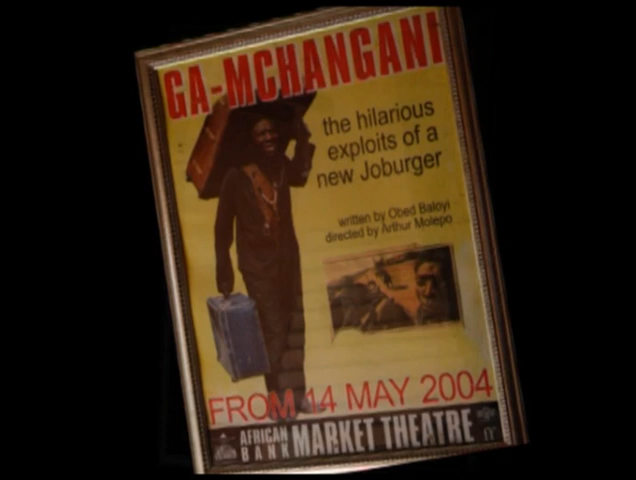 GA-MCHANGANI
the hilarious
exploits of a
new Joburger
written by Obed Baloyi
directed by Arthur Molepo
FROM 14 MAY 2004
AFRICAN
BANK
MARKET THEATRE